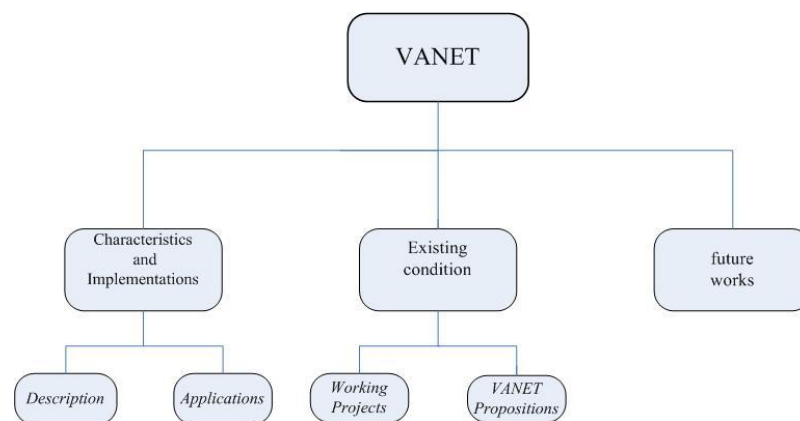 VANET
Characteristics
and
Implementations
Existing
condition
future
works
Description
Applications
Working
Projects
VANET
Propositions